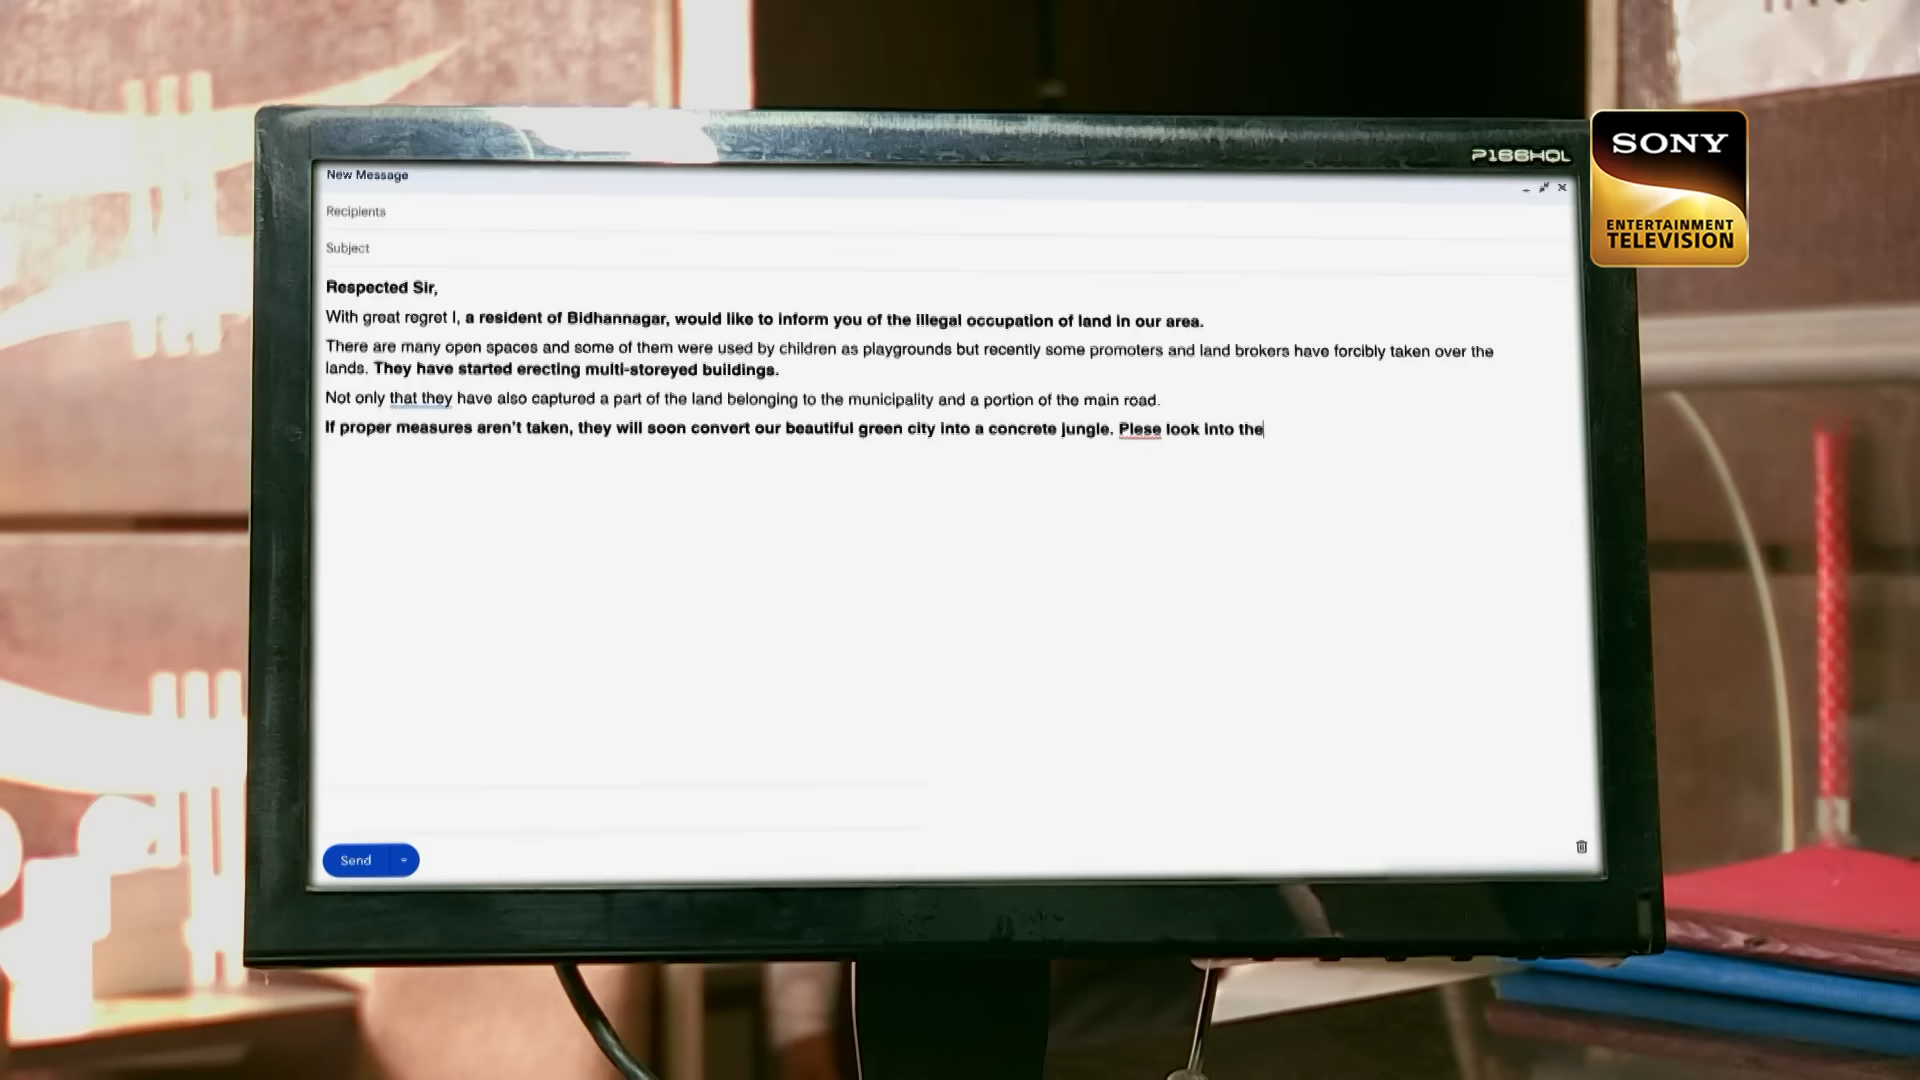 SONY
ENTERTAINMENT
TELEVISION
P166HQL
New Message
Recipients
Subject
Respected Sir,
With great regret I, a resident of Bidhannagar, would like to inform you of the illegal occupation of land in our area.
There are many open spaces and some of them were used by children as playgrounds but recently some promoters and land brokers have forcibly taken over the
lands. They have started erecting multi-storeyed buildings.
Not only that they have also captured a part of the land belonging to the municipality and a portion of the main road.
If proper measures aren't taken, they will soon convert our beautiful green city into a concrete jungle. Plese look into the
Send